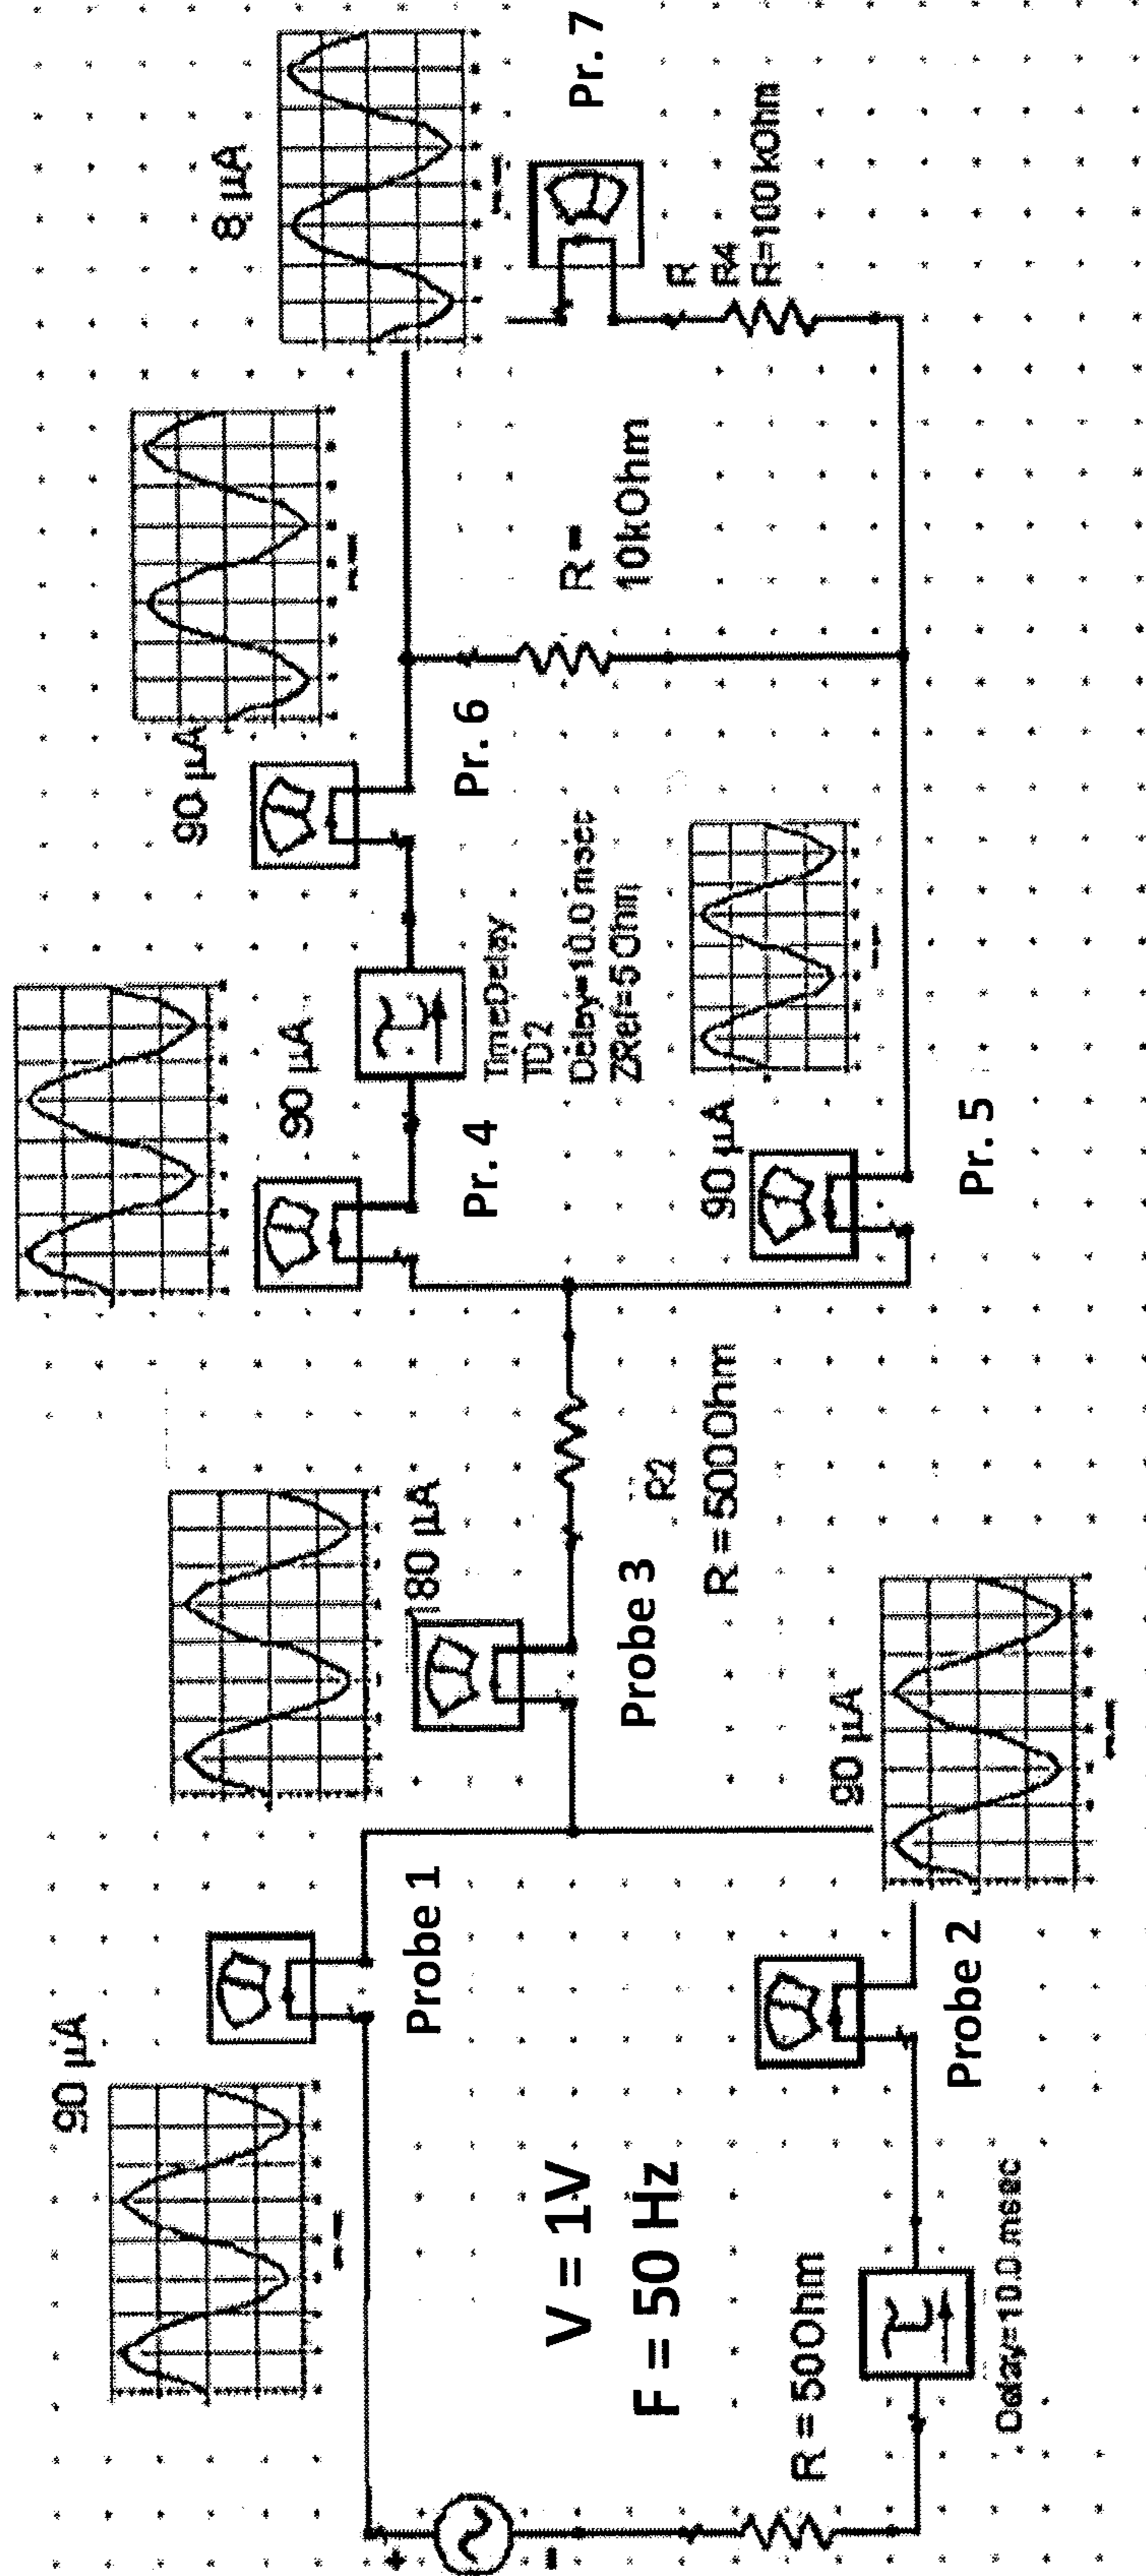 90 µA
Probe 1
V = 1V
F = 50 Hz
R = 50Ohm
Delay=10.0 msec
90 µA
Probe 2
180 µA
Probe 3
R2
R = 500Ohm
90 µA
Pr. 4
TimeDelay
TD2
Delay=10.0 msec
ZRef=5 Ohm
90 µA
Pr. 5
90 µA
Pr. 6
R =
10kOhm
8 µA
Pr. 7
R
R4
R=100 kOhm
+
−